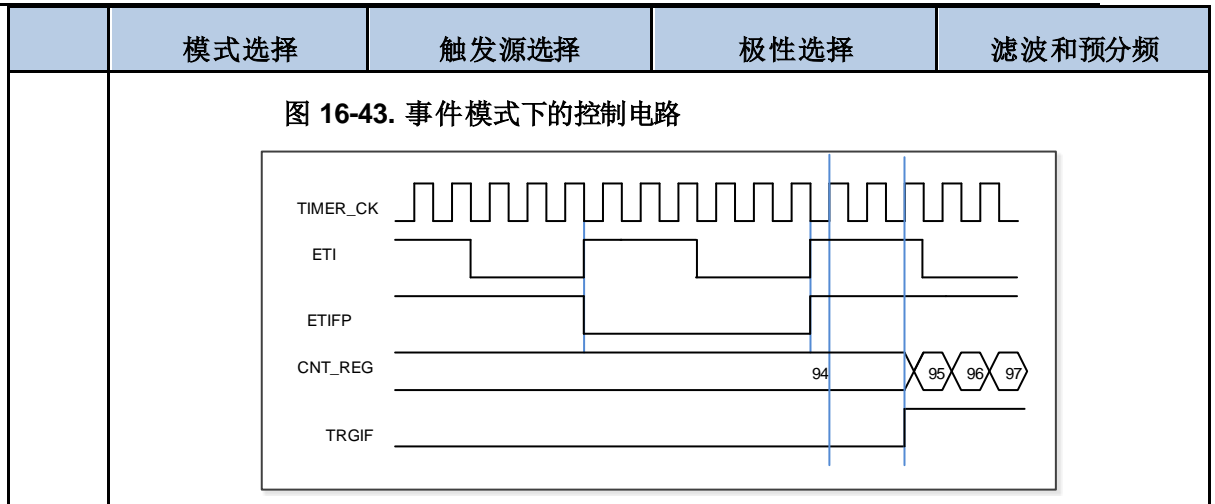 模式选择 触发源选择 极性选择 滤波和预分频
图 16-43. 事件模式下的控制电路
TIMER_CK
ETI
ETIFP
CNT_REG 94 95 96 97
TRGIF